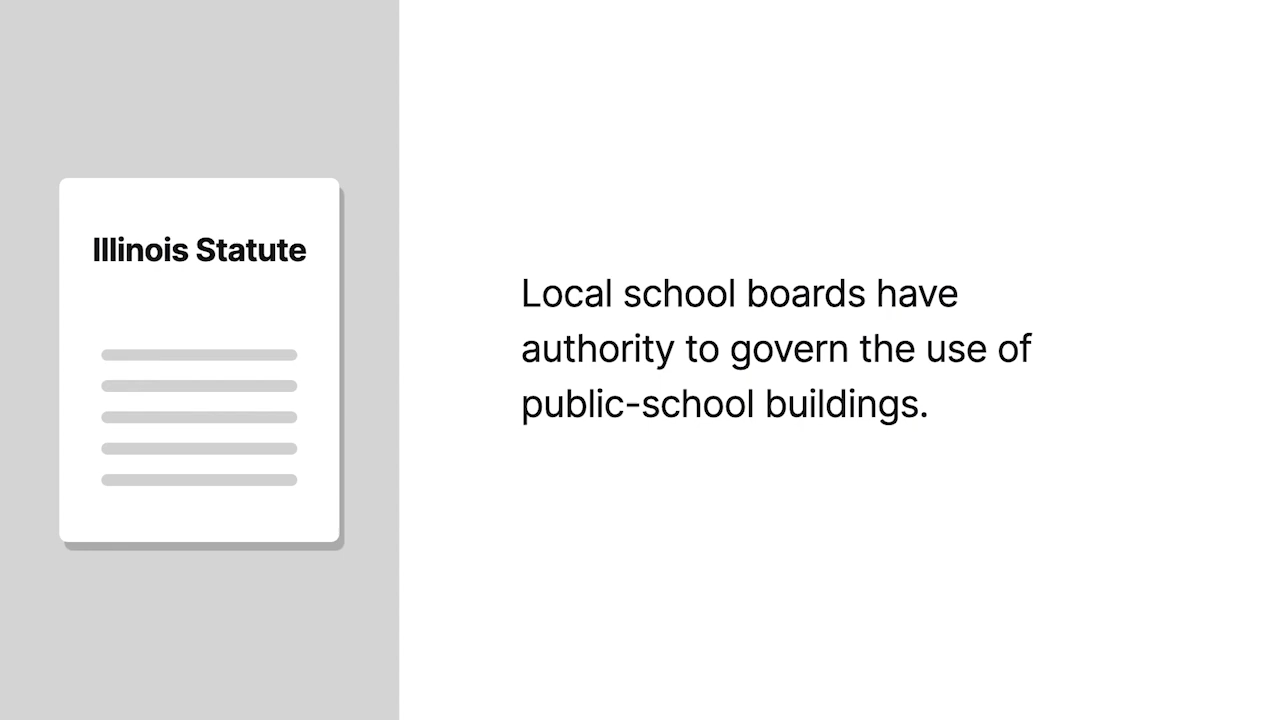 Illinois Statute
Local school boards have
authority to govern the use of
public-school buildings.